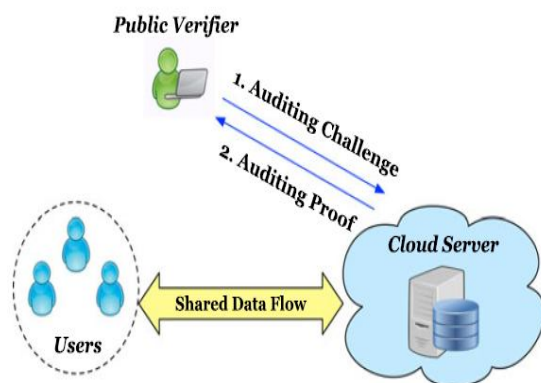 Public Verifier
1. Auditing Challenge
2. Auditing Proof
Cloud Server
Shared Data Flow
Users